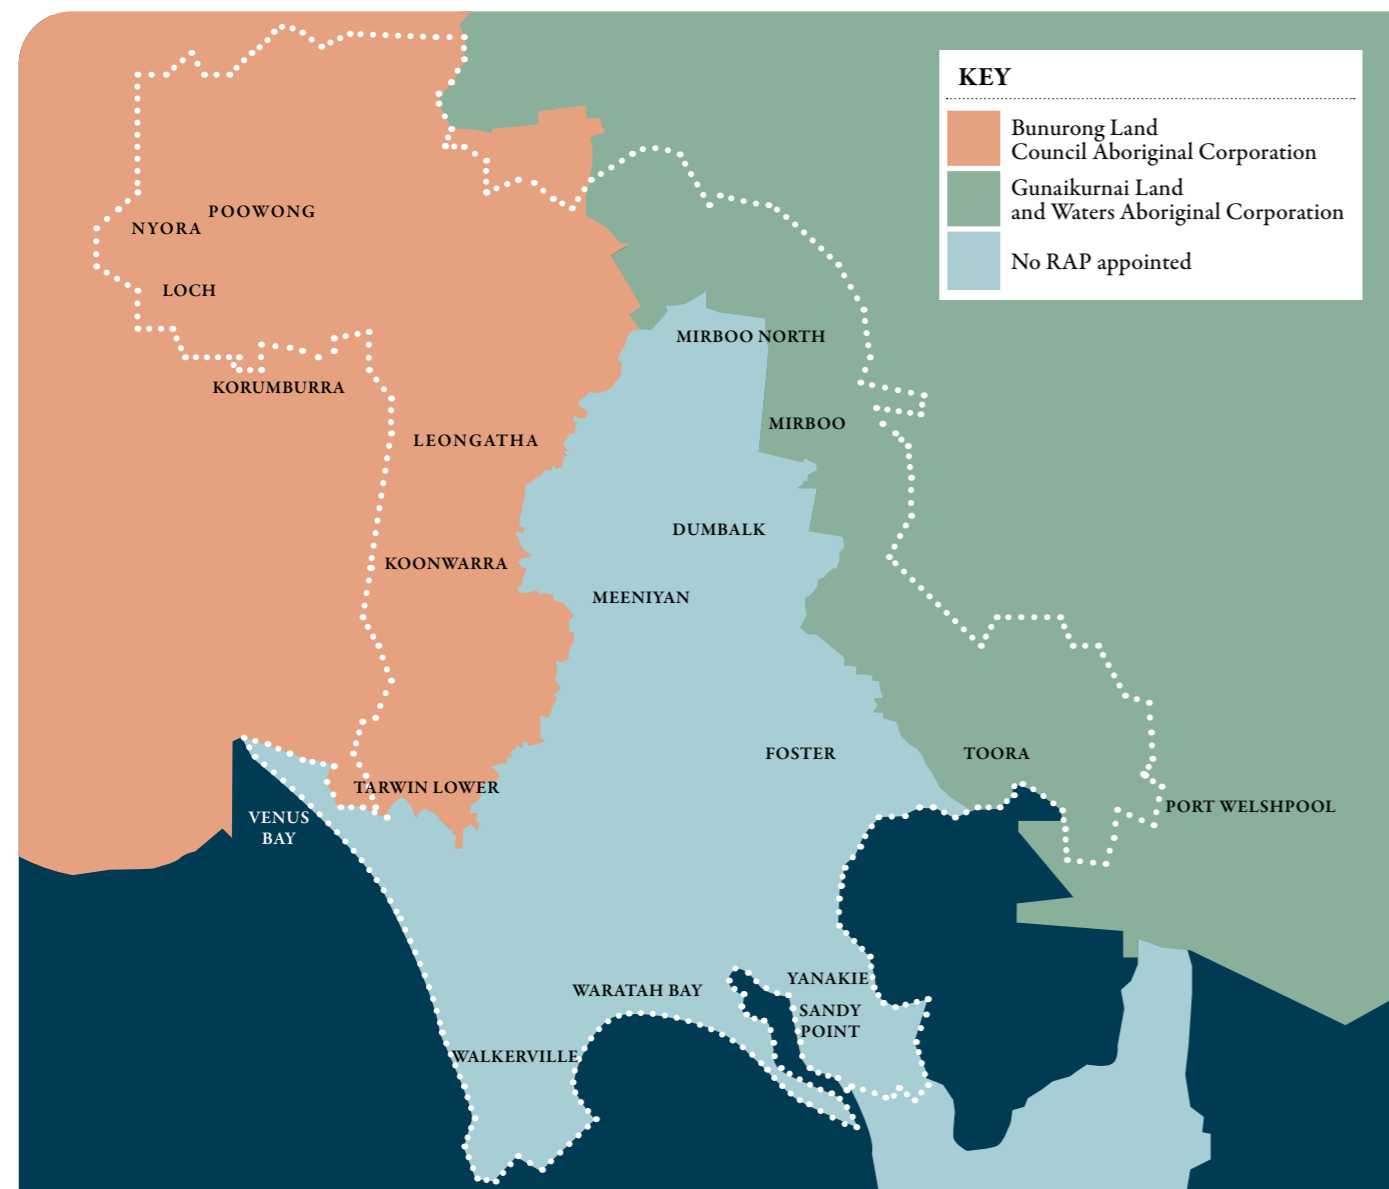 KEY
Bunurong Land
Council Aboriginal Corporation
Gunaikurnai Land
and Waters Aboriginal Corporation
No RAP appointed
POOWONG
NYORA
LOCH
MIRBOO NORTH
KORUMBURRA
MIRBOO
LEONGATHA
DUMBALK
KOONWARRA
MEENIYAN
FOSTER
TOORA
TARWIN LOWER
PORT WELSHPOOL
VENUS
BAY
YANAKIE
WARATAH BAY
SANDY
POINT
WALKERVILLE